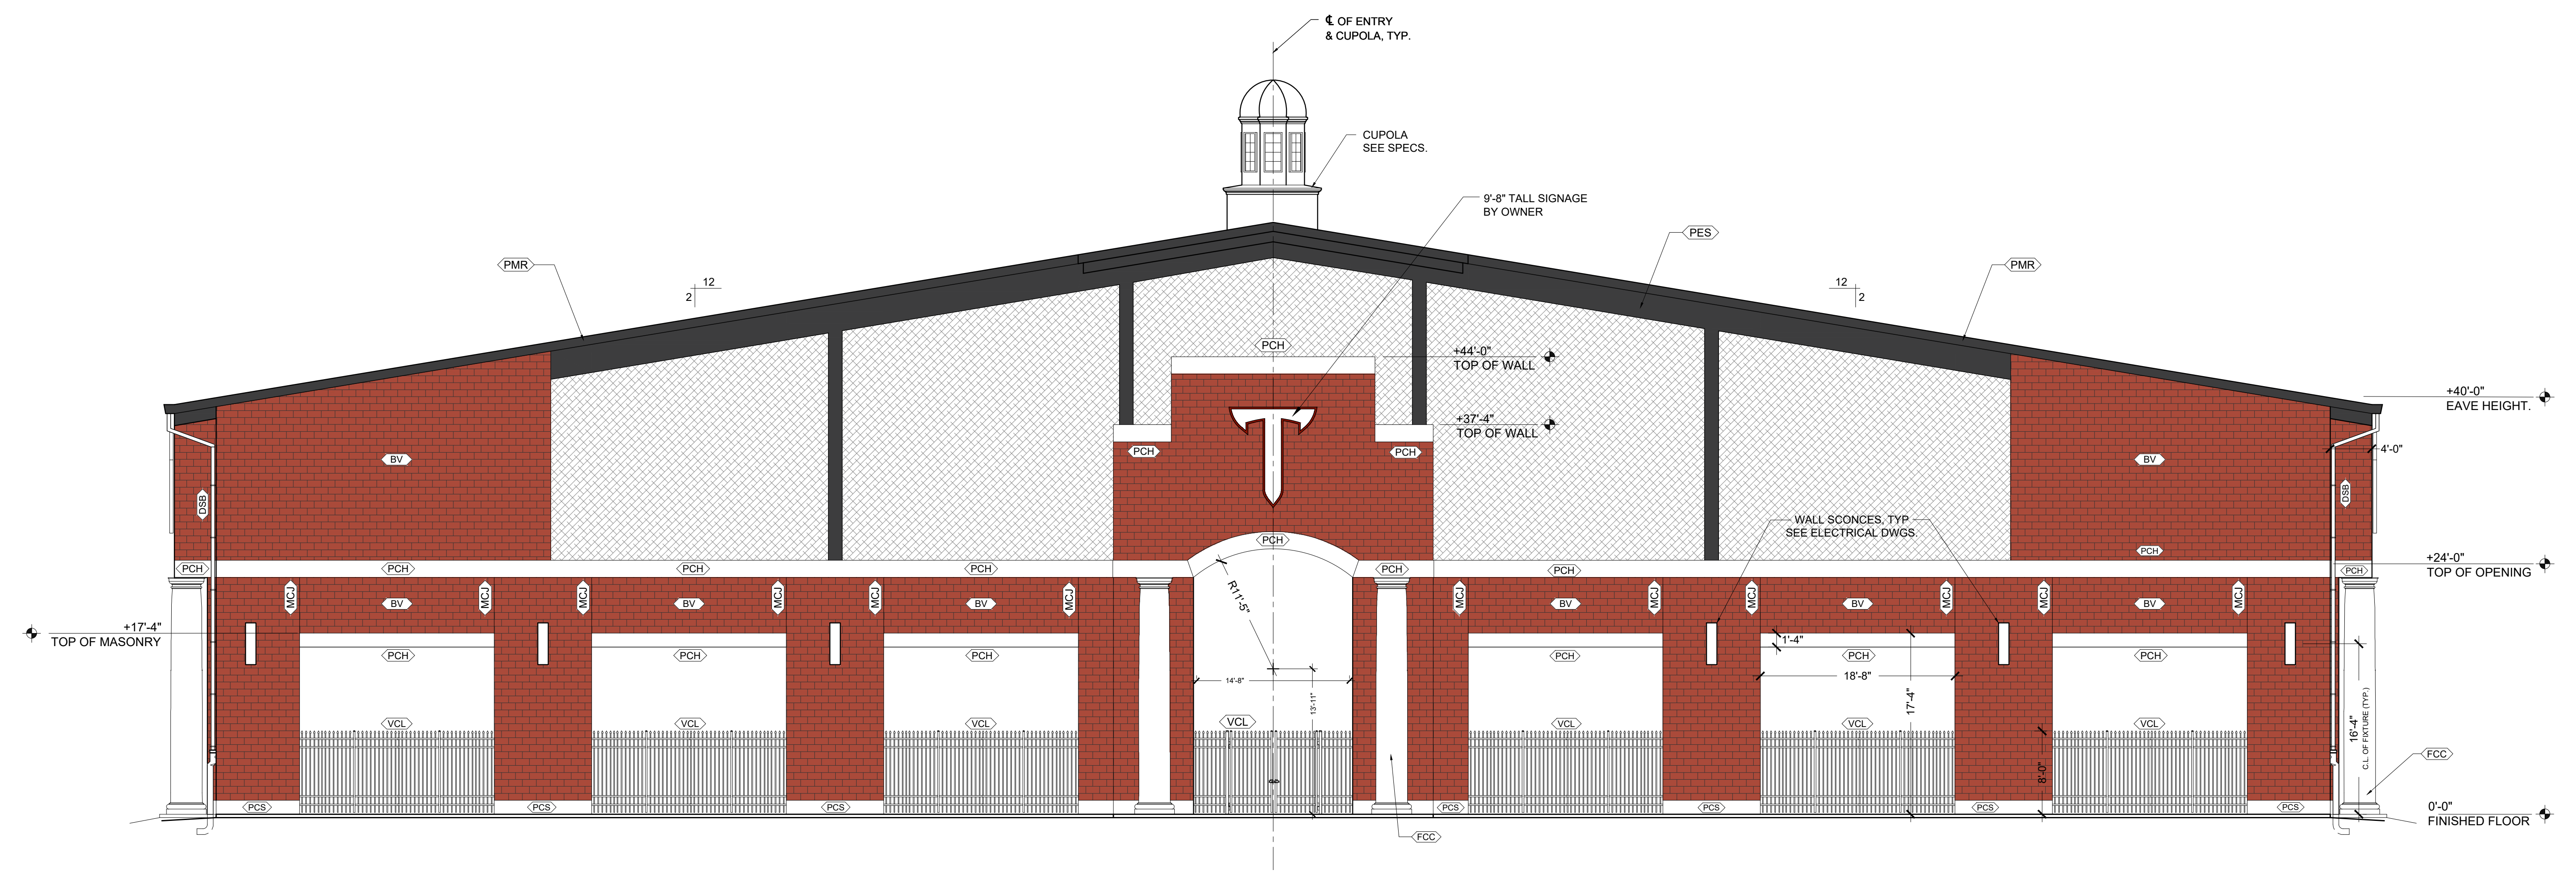 ℄ OF ENTRY
& CUPOLA, TYP.
CUPOLA
SEE SPECS.
9'-8" TALL SIGNAGE
BY OWNER
PES
PMR
PMR
12
2
12
2
PCH
+44'-0"
TOP OF WALL
+40'-0"
EAVE HEIGHT.
+37'-4"
TOP OF WALL
T
PCH
PCH
4'-0"
BV
BV
DSB
DSB
WALL SCONCES, TYP
SEE ELECTRICAL DWGS.
PCH
PCH
+24'-0"
TOP OF OPENING
PCH
PCH
PCH
PCH
PCH
PCH
PCH
MCJ
MCJ
MCJ
MCJ
MCJ
MCJ
MCJ
MCJ
MCJ
MCJ
MCJ
MCJ
BV
BV
BV
BV
BV
BV
R11'-5"
+17'-4"
TOP OF MASONRY
1'-4"
PCH
PCH
PCH
PCH
PCH
PCH
14'-8"
18'-8"
13'-11"
17'-4"
16'-4"
C.L. OF FIXTURE (TYP.)
VCL
VCL
VCL
VCL
VCL
VCL
VCL
8'-0"
FCC
PCS
PCS
PCS
PCS
PCS
PCS
PCS
0'-0"
FINISHED FLOOR
FCC